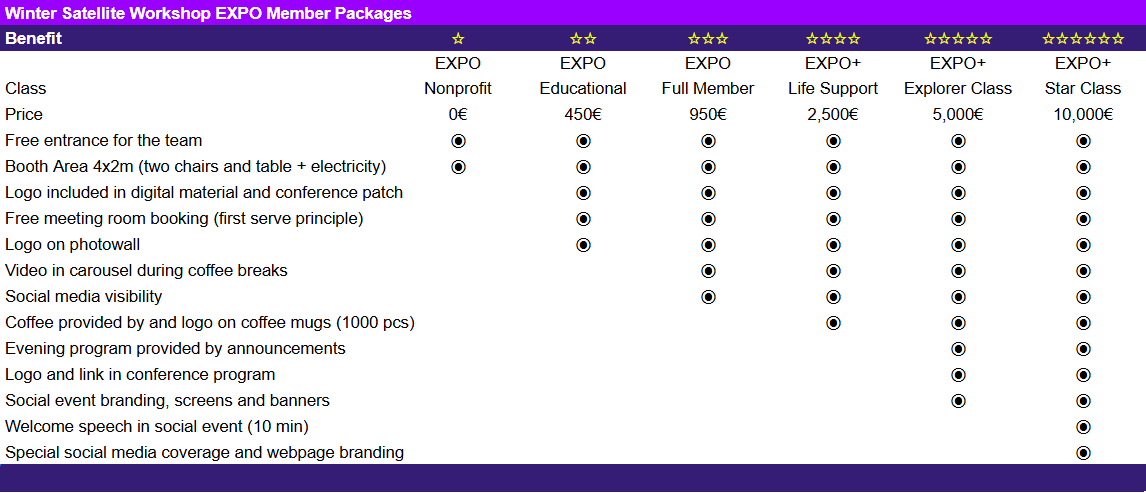 Winter Satellite Workshop EXPO Member Packages
Benefit ☆ ☆☆ ☆☆☆ ☆☆☆☆ ☆☆☆☆☆ ☆☆☆☆☆☆
EXPO EXPO EXPO EXPO+ EXPO+ EXPO+
Class Nonprofit Educational Full Member Life Support Explorer Class Star Class
Price 0€ 450€ 950€ 2,500€ 5,000€ 10,000€
Free entrance for the team ◉ ◉ ◉ ◉ ◉ ◉
Booth Area 4x2m (two chairs and table + electricity) ◉ ◉ ◉ ◉ ◉ ◉
Logo included in digital material and conference patch ◉ ◉ ◉ ◉ ◉
Free meeting room booking (first serve principle) ◉ ◉ ◉ ◉ ◉
Logo on photowall ◉ ◉ ◉ ◉ ◉
Video in carousel during coffee breaks ◉ ◉ ◉ ◉
Social media visibility ◉ ◉ ◉ ◉
Coffee provided by and logo on coffee mugs (1000 pcs) ◉ ◉ ◉
Evening program provided by announcements ◉ ◉
Logo and link in conference program ◉ ◉
Social event branding, screens and banners ◉ ◉
Welcome speech in social event (10 min) ◉
Special social media coverage and webpage branding ◉